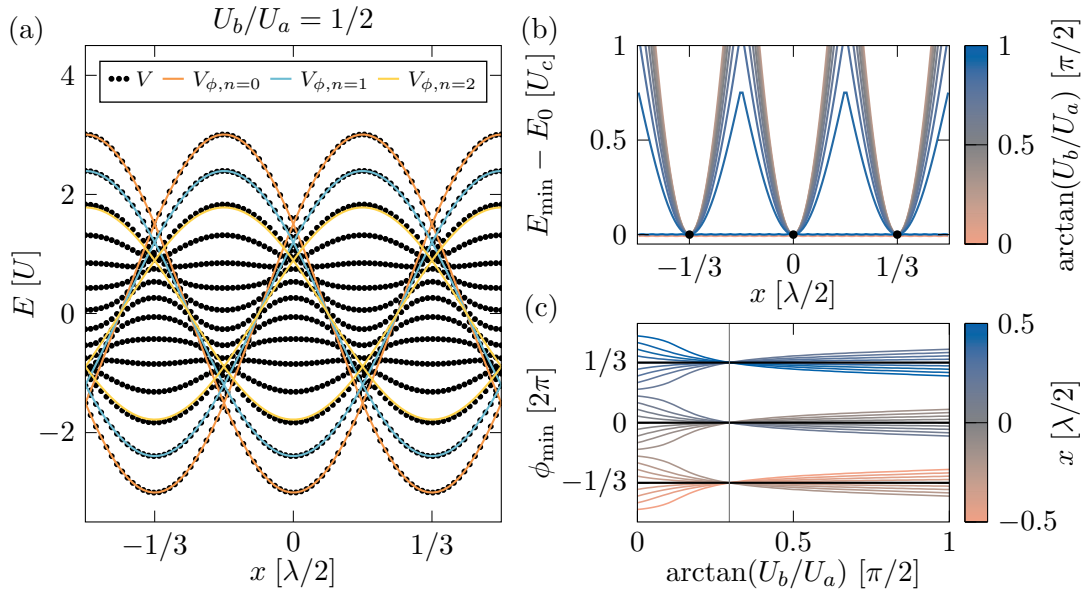 (a)
U_b/U_a = 1/2
V V_{ϕ,n=0} V_{ϕ,n=1} V_{ϕ,n=2}
E [U]
4
2
0
−2
−1/3 0 1/3
x [λ/2]
(b)
E_min − E_0 [U_c]
1
0.5
0
−1/3 0 1/3
x [λ/2]
1
0.5
0
arctan(U_b/U_a) [π/2]
(c)
ϕ_min [2π]
1/3
0
−1/3
0 0.5 1
arctan(U_b/U_a) [π/2]
0.5
0
−0.5
x [λ/2]